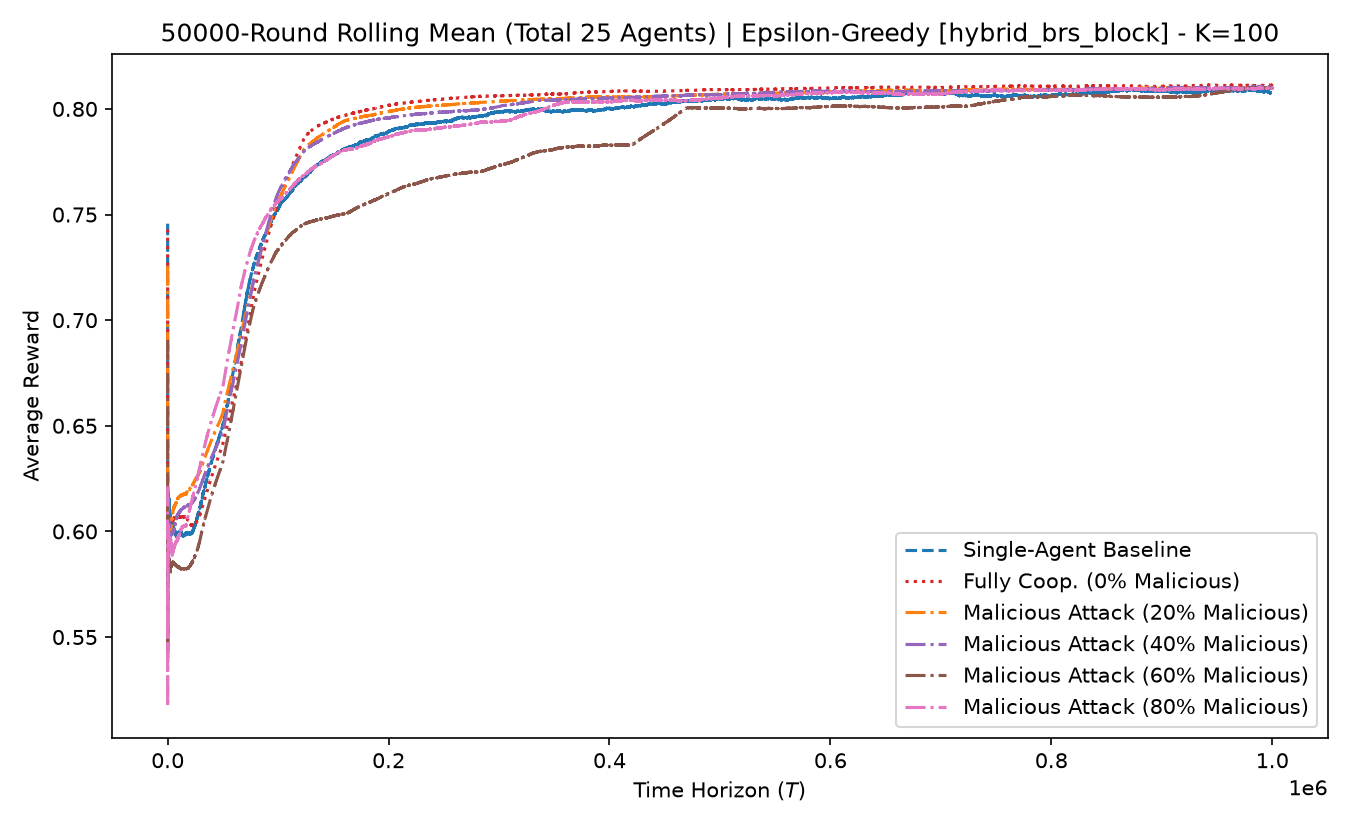 50000-Round Rolling Mean (Total 25 Agents) | Epsilon-Greedy [hybrid_brs_block] - K=100
Average Reward
0.80
0.75
0.70
0.65
0.60
0.55
Single-Agent Baseline
Fully Coop. (0% Malicious)
Malicious Attack (20% Malicious)
Malicious Attack (40% Malicious)
Malicious Attack (60% Malicious)
Malicious Attack (80% Malicious)
0.0 0.2 0.4 0.6 0.8 1.0
1e6
Time Horizon (T)